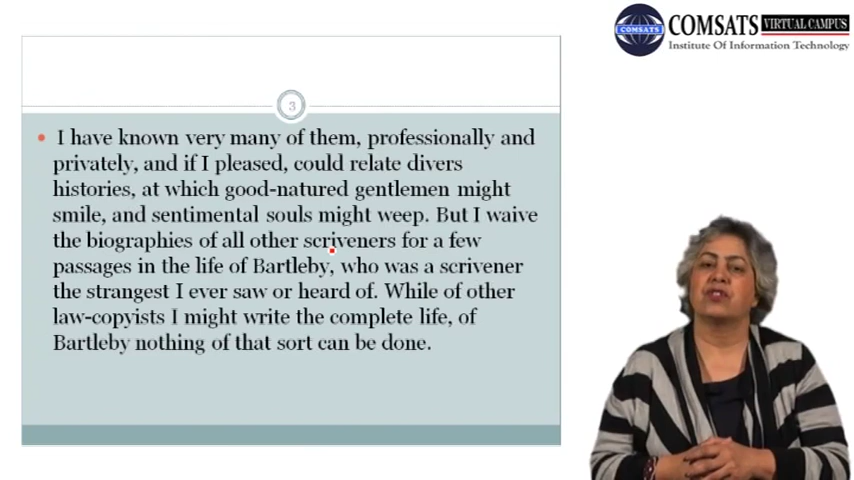 COMSATS VIRTUAL CAMPUS
COMSATS
Institute Of Information Technology
3
I have known very many of them, professionally and
privately, and if I pleased, could relate divers
histories, at which good-natured gentlemen might
smile, and sentimental souls might weep. But I waive
the biographies of all other scriveners for a few
passages in the life of Bartleby, who was a scrivener
the strangest I ever saw or heard of. While of other
law-copyists I might write the complete life, of
Bartleby nothing of that sort can be done.